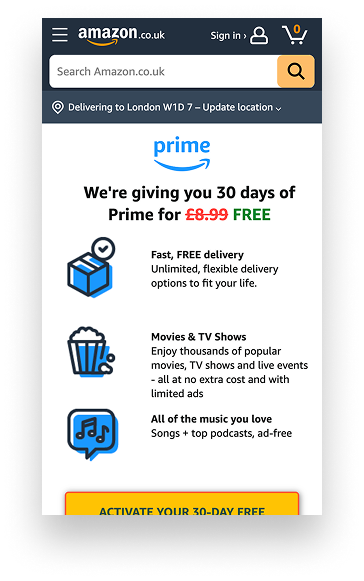 amazon.co.uk
Sign in ›
0
Search Amazon.co.uk
Delivering to London W1D 7 – Update location
prime
We're giving you 30 days of
Prime for £8.99 FREE
Fast, FREE delivery
Unlimited, flexible delivery
options to fit your life.
Movies & TV Shows
Enjoy thousands of popular
movies, TV shows and live events
- all at no extra cost and with
limited ads
All of the music you love
Songs + top podcasts, ad-free
ACTIVATE YOUR 30-DAY FREE